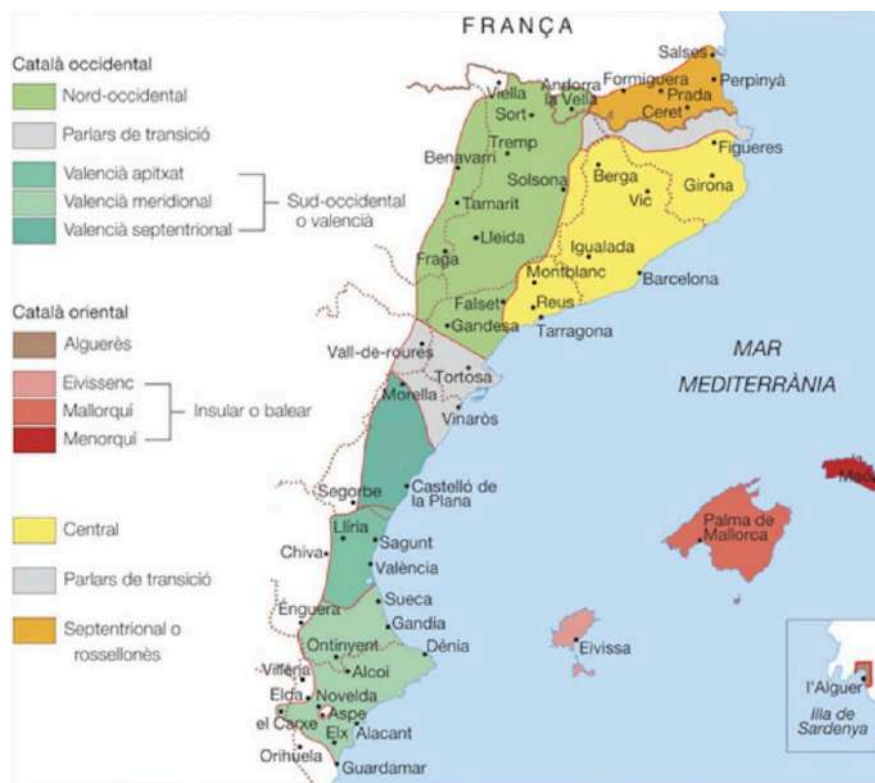 FRANÇA
Català occidental
Nord-occidental
Parlars de transició
Valencià apitxat
Valencià meridional
Valencià septentrional
Sud-occidental
o valencià
Català oriental
Alguerès
Eivissenc
Mallorquí
Menorquí
Insular o balear
Central
Parlars de transició
Septentrional o
rossellonès
Salses
Viella
Andorra
la Vella
Formiguera
Perpinyà
Prada
Sort
Ceret
Tremp
Figueres
Benavarri
Berga
Girona
Solsona
Vic
Tamarit
Lleida
Igualada
Fraga
Montblanc
Barcelona
Falset
Reus
Gandesa
Tarragona
Vall-de-roures
MAR
MEDITERRÀNIA
Tortosa
Morella
Vinaròs
Segorbe
Castelló de
la Plana
Maó
Llíria
Sagunt
Palma de
Mallorca
Chiva
València
Énguera
Sueca
Gandia
Ontinyent
Dénia
Eivissa
Villena
Alcoi
Elda
Novelda
l'Alguer
el Carxe
Aspe
Illa de
Sardenya
Elx
Alacant
Orihuela
Guardamar